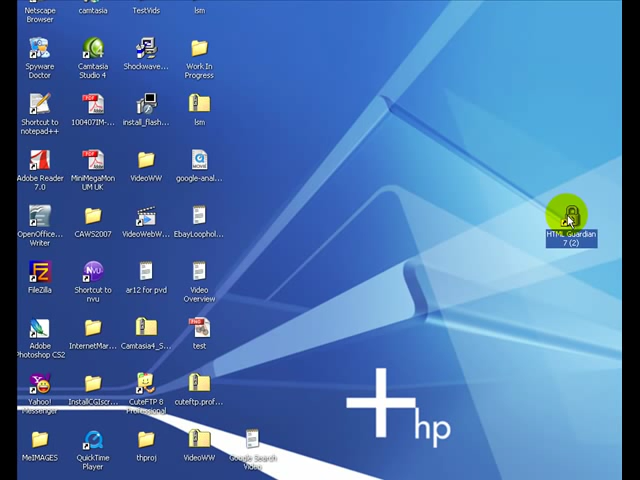 Netscape
Browser
camtasia
TestVids
lsm
Spyware
Doctor
Camtasia
Studio 4
Shockwave...
Work In
Progress
Shortcut to
notepad++
100407IM-...
install_flash...
lsm
Adobe Reader
7.0
MiniMegaMon
UM UK
VideoWW
google-anal...
HTML Guardian
7 (2)
OpenOffice...
Writer
CAWS2007
VideoWebW...
EbayLoophol...
FileZilla
Shortcut to
nvu
ar12 for pvd
Video
Overview
Adobe
Photoshop CS2
InternetMar...
Camtasia4_S...
test
Yahoo!
Messenger
InstallCGIscr...
CuteFTP 8
Professional
cuteftp.prof...
hp
MeIMAGES
QuickTime
Player
thproj
VideoWW
Google Search
Video